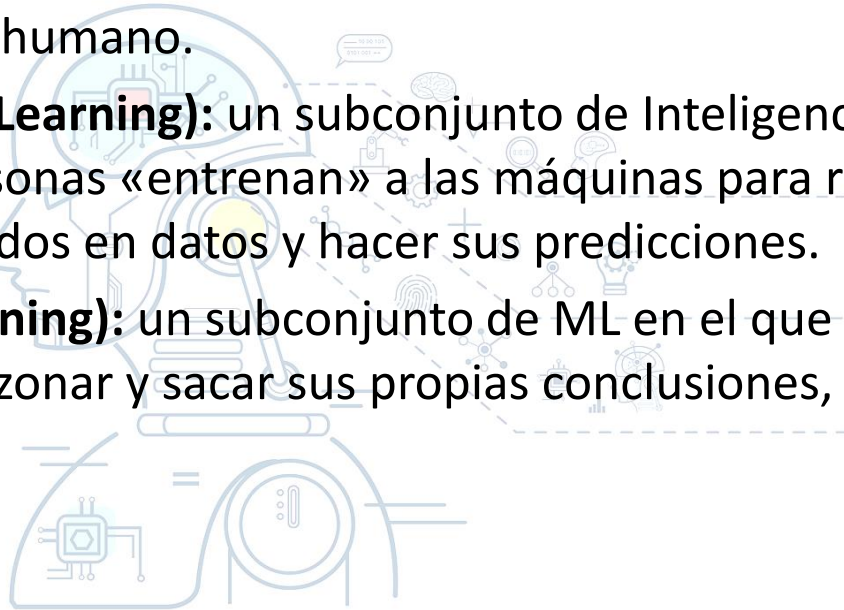 humano.
Learning): un subconjunto de Inteligenc
sonas «entrenan» a las máquinas para r
dos en datos y hacer sus predicciones.
ning): un subconjunto de ML en el que
zonar y sacar sus propias conclusiones,